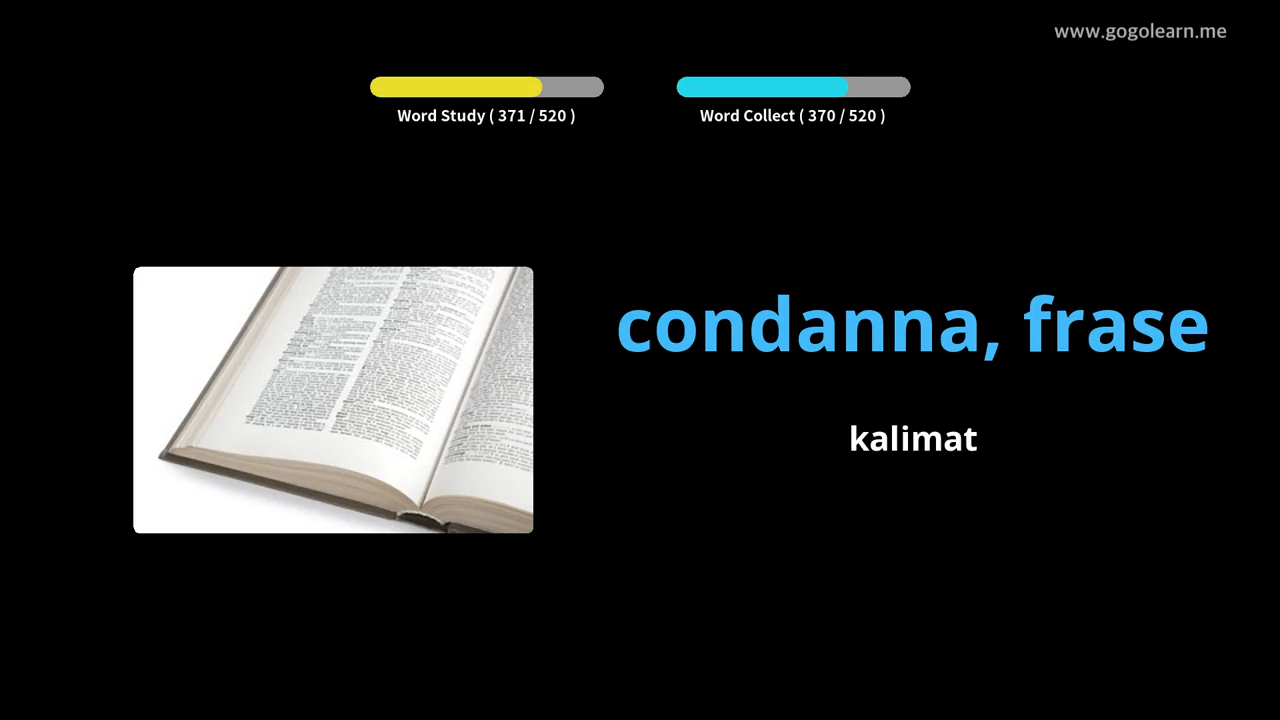 www.gogolearn.me
Word Study ( 371 / 520 )
Word Collect ( 370 / 520 )
condanna, frase
kalimat